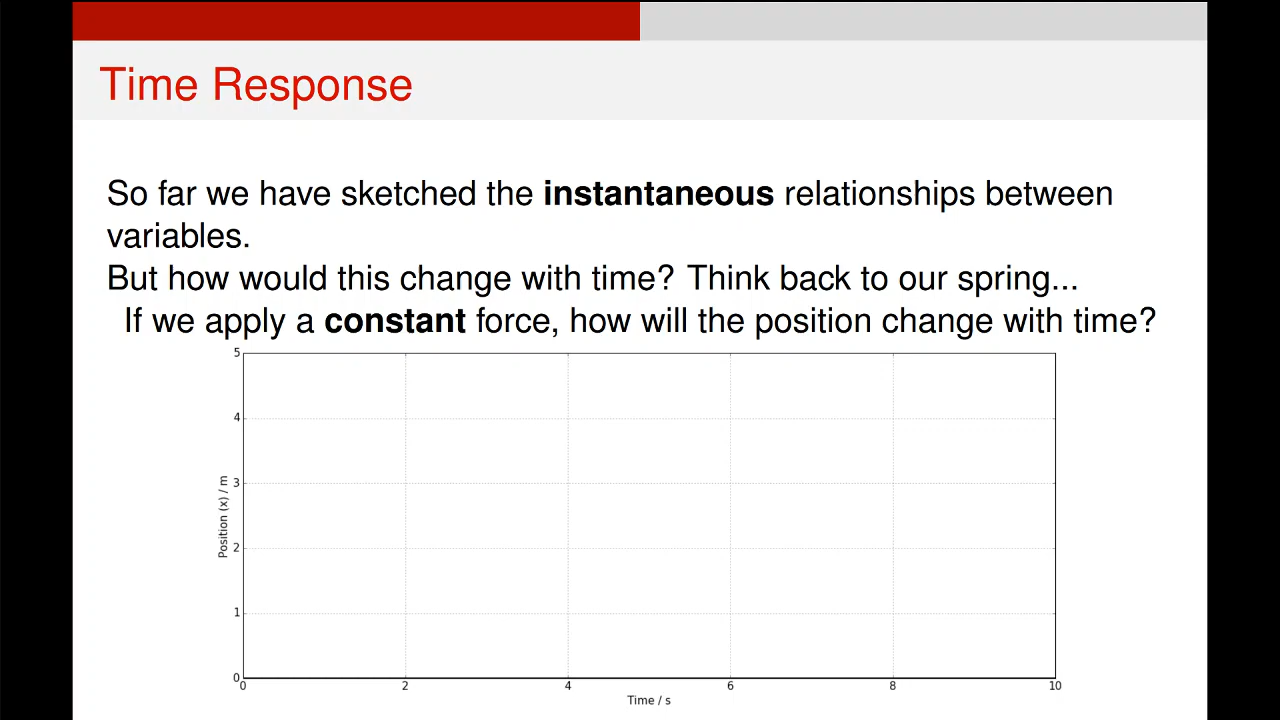 Time Response
So far we have sketched the instantaneous relationships between
variables.
But how would this change with time? Think back to our spring...
If we apply a constant force, how will the position change with time?
5
4
3
2
1
0
Position (x) / m
0 2 4 6 8 10
Time / s